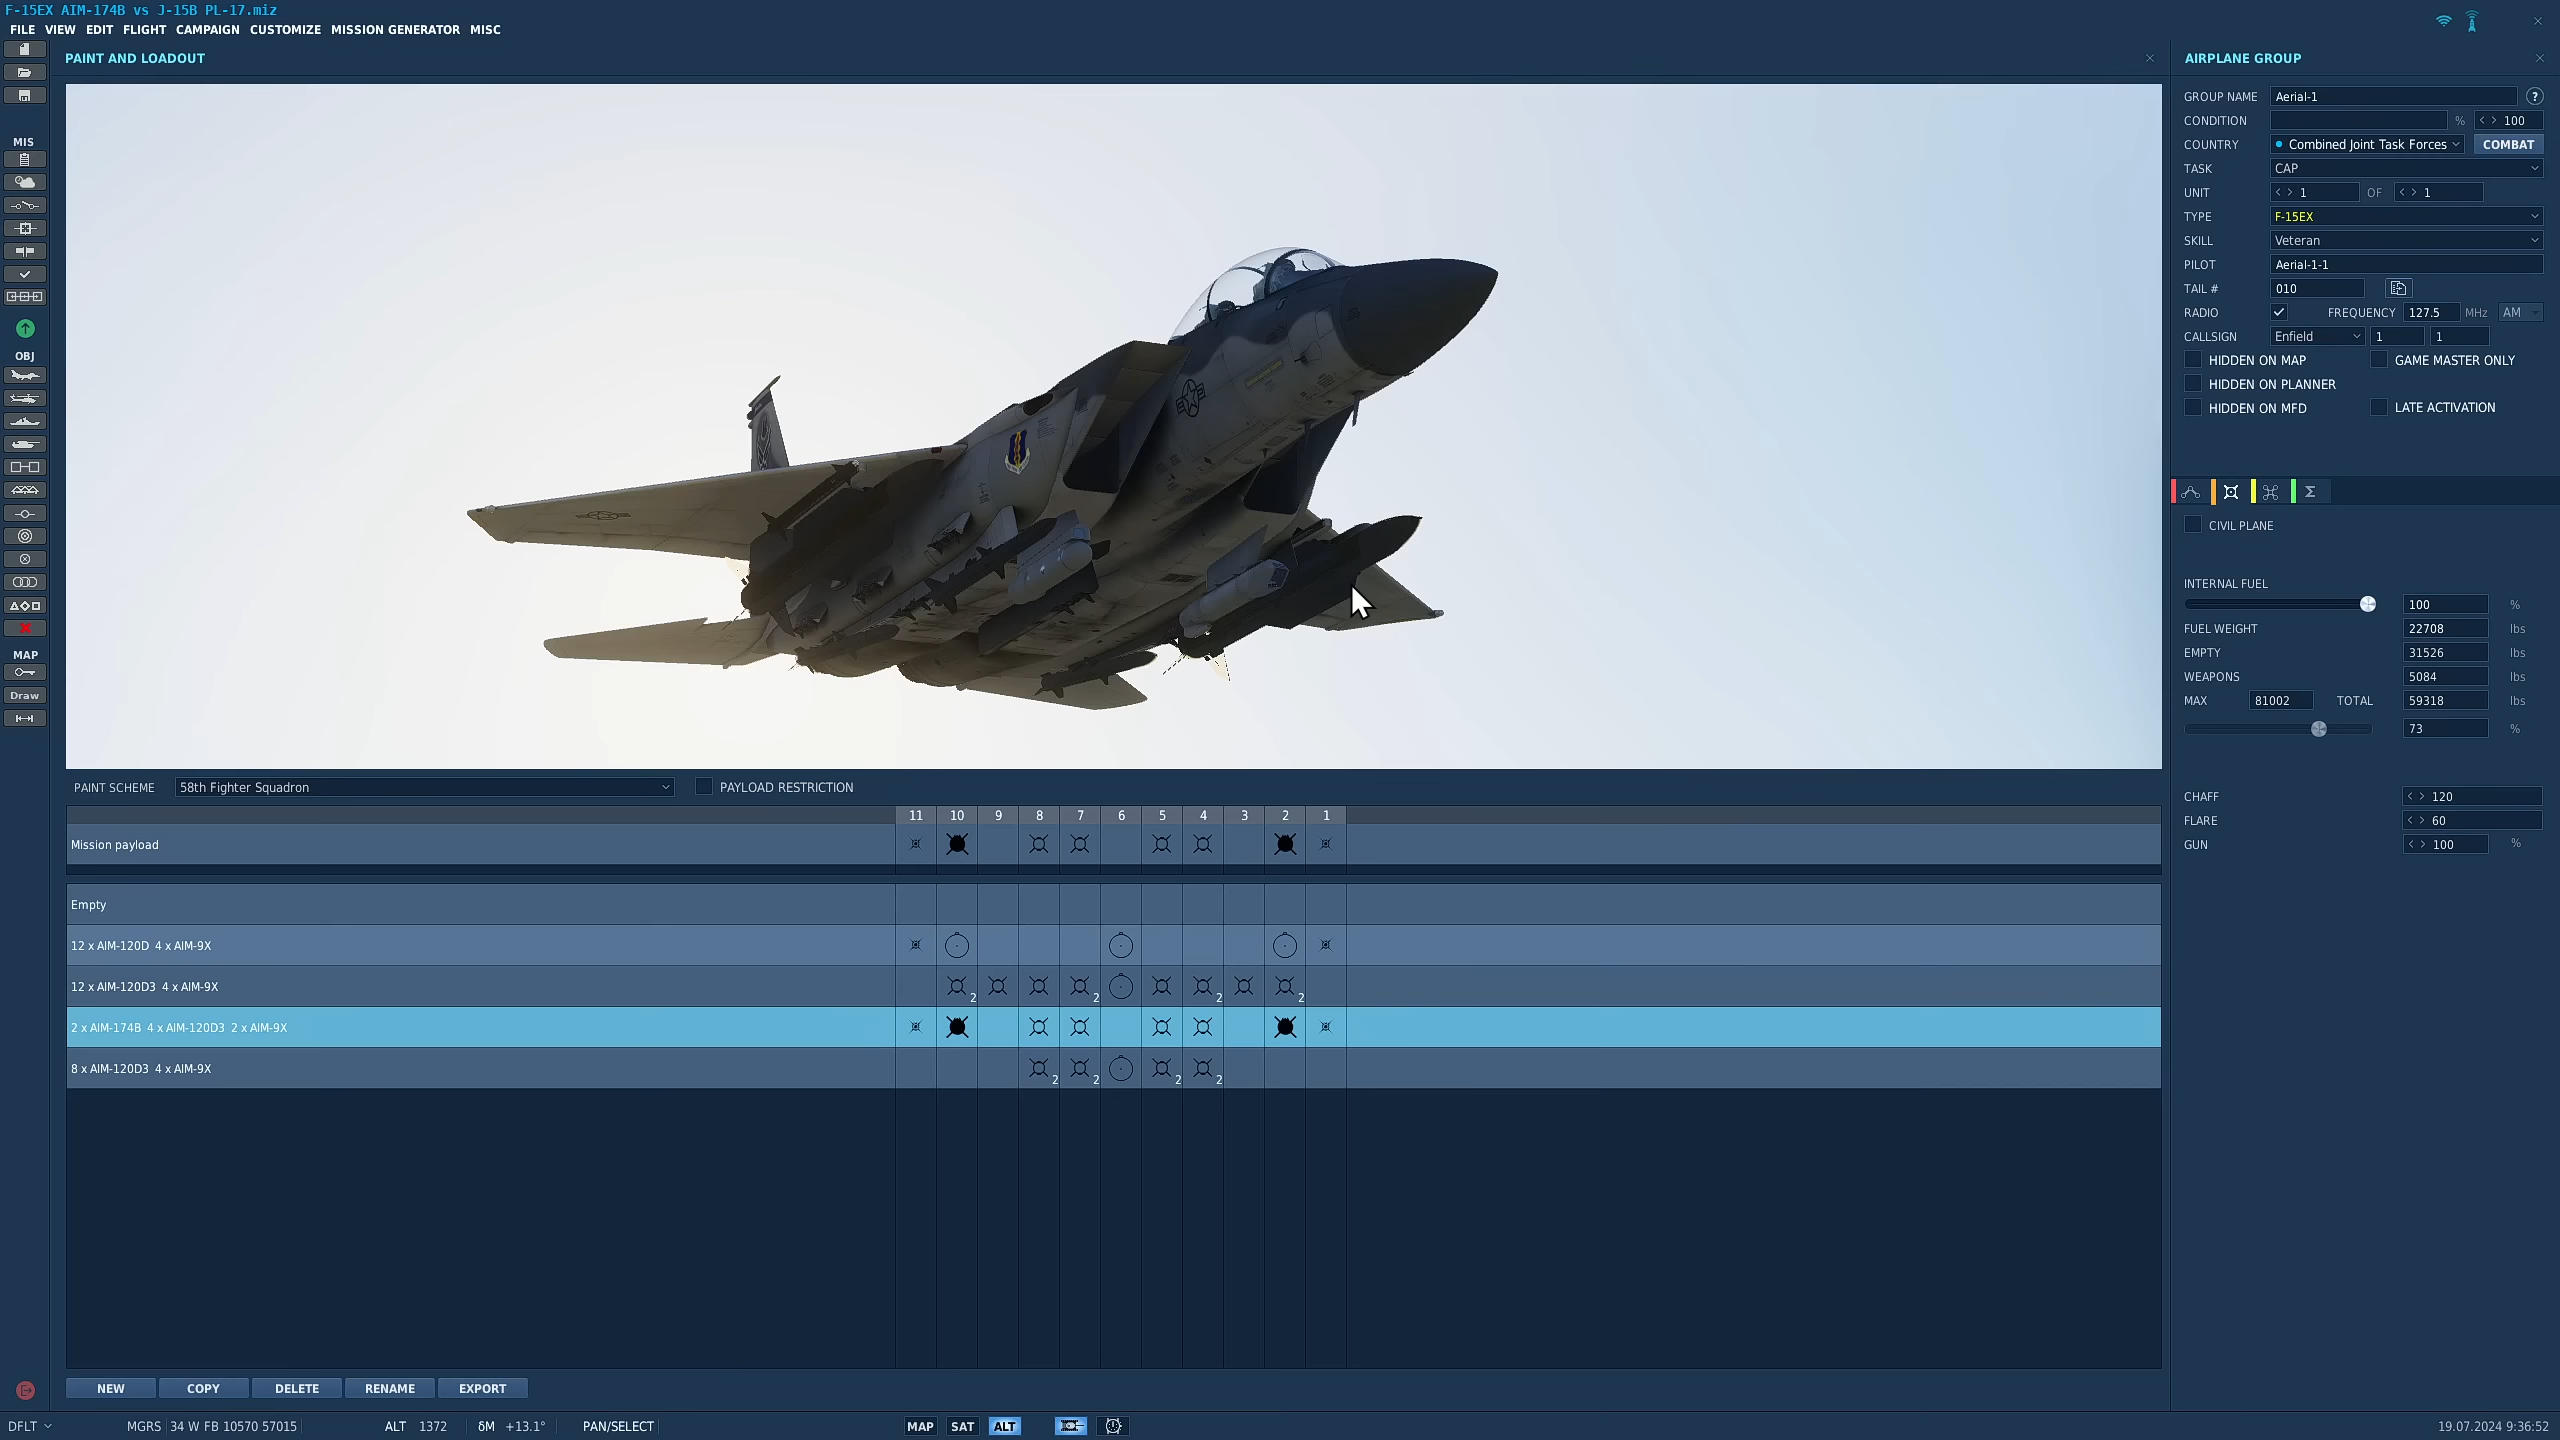 F-15EX AIM-174B vs J-15B PL-17.miz
FILE VIEW EDIT FLIGHT CAMPAIGN CUSTOMIZE MISSION GENERATOR MISC
PAINT AND LOADOUT
AIRPLANE GROUP
GROUP NAME Aerial-1 ?
CONDITION % < > 100
COUNTRY Combined Joint Task Forces COMBAT
TASK CAP
UNIT < > 1 OF < > 1
TYPE F-15EX
SKILL Veteran
PILOT Aerial-1-1
TAIL # 010
RADIO FREQUENCY 127.5 MHz AM
CALLSIGN Enfield 1 1
HIDDEN ON MAP GAME MASTER ONLY
HIDDEN ON PLANNER
HIDDEN ON MFD LATE ACTIVATION
CIVIL PLANE
INTERNAL FUEL
100 %
FUEL WEIGHT 22708 lbs
EMPTY 31526 lbs
WEAPONS 5084 lbs
MAX 81002 TOTAL 59318 lbs
73 %
CHAFF < > 120
FLARE < > 60
GUN < > 100 %
MIS
OBJ
MAP
Draw
PAINT SCHEME 58th Fighter Squadron PAYLOAD RESTRICTION
11 10 9 8 7 6 5 4 3 2 1
Mission payload
Empty
12 x AIM-120D 4 x AIM-9X
12 x AIM-120D3 4 x AIM-9X 2 2 2 2
2 x AIM-174B 4 x AIM-120D3 2 x AIM-9X
8 x AIM-120D3 4 x AIM-9X 2 2 2 2
NEW COPY DELETE RENAME EXPORT
DFLT MGRS 34 W FB 10570 57015 ALT 1372 δM +13.1° PAN/SELECT MAP SAT ALT 19.07.2024 9:36:52